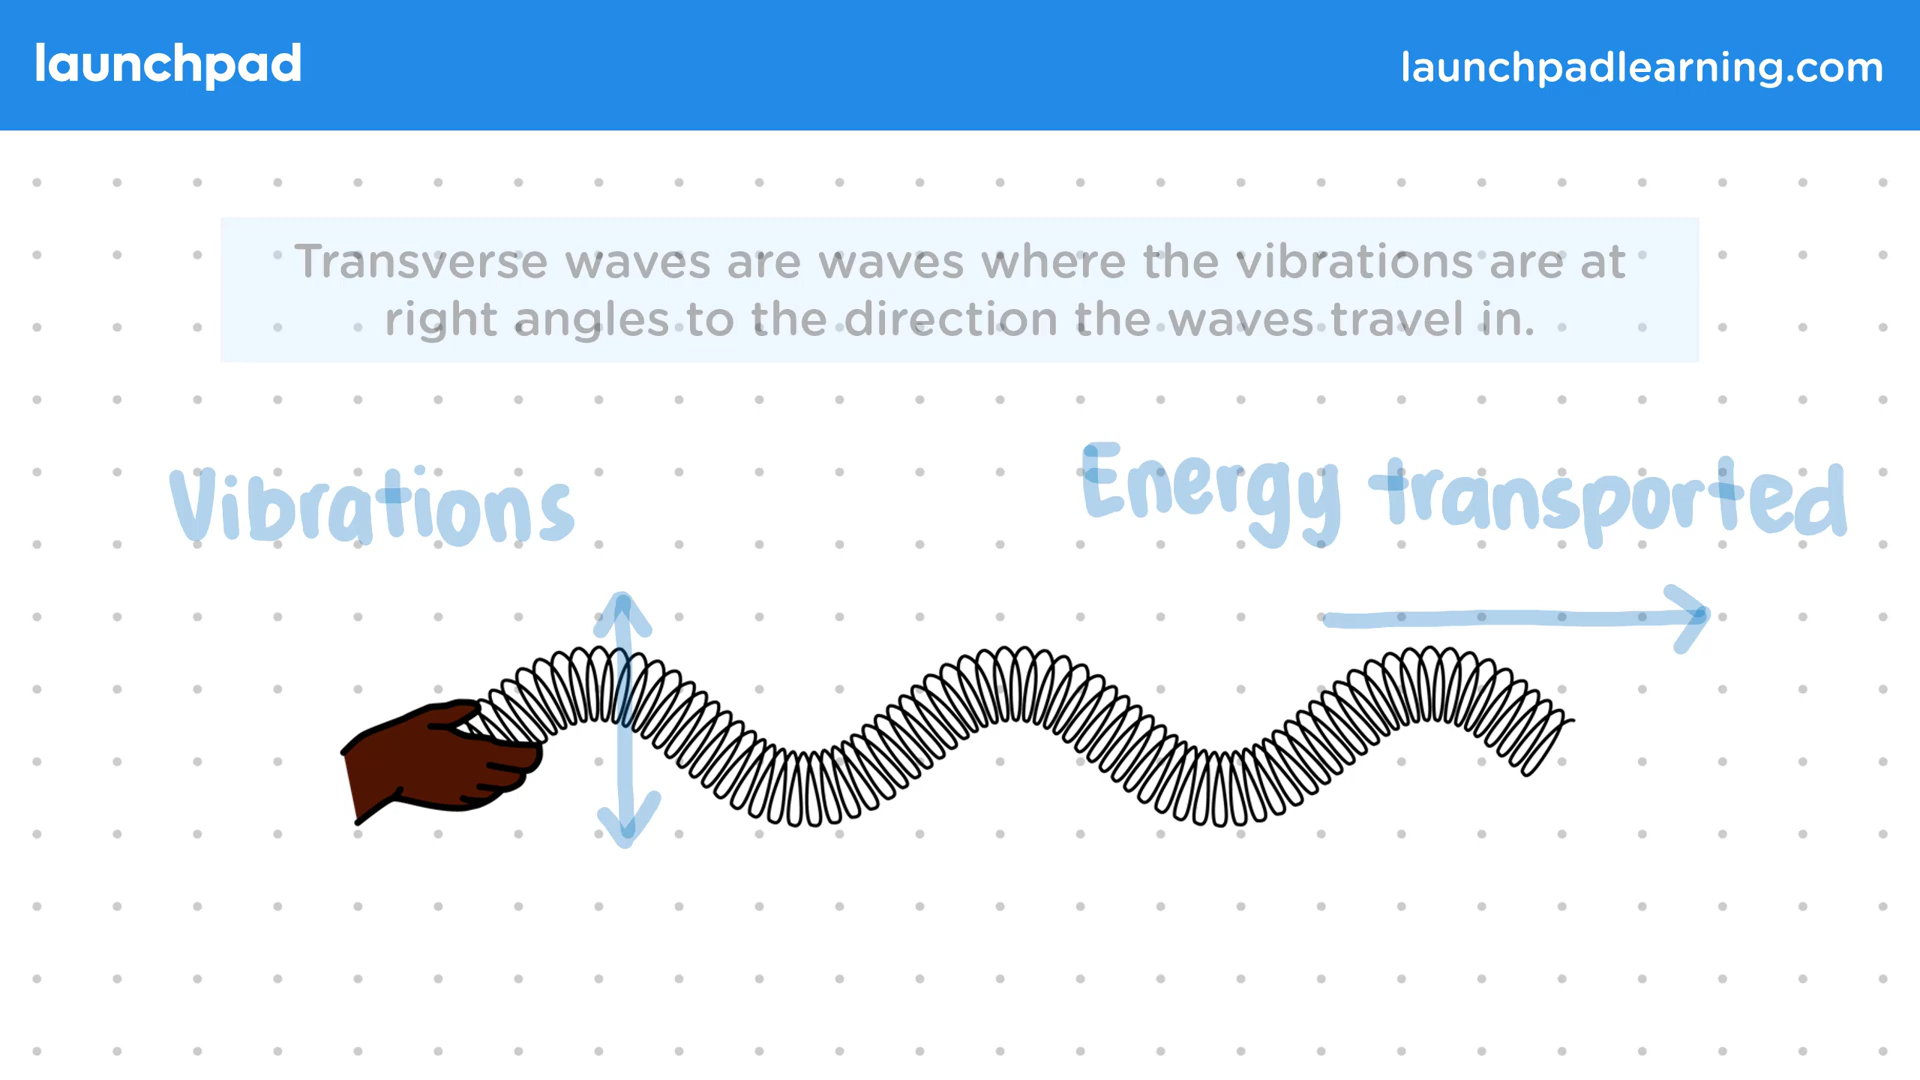 launchpad
launchpadlearning.com
Transverse waves are waves where the vibrations are at
right angles to the direction the waves travel in.
Vibrations
Energy transported